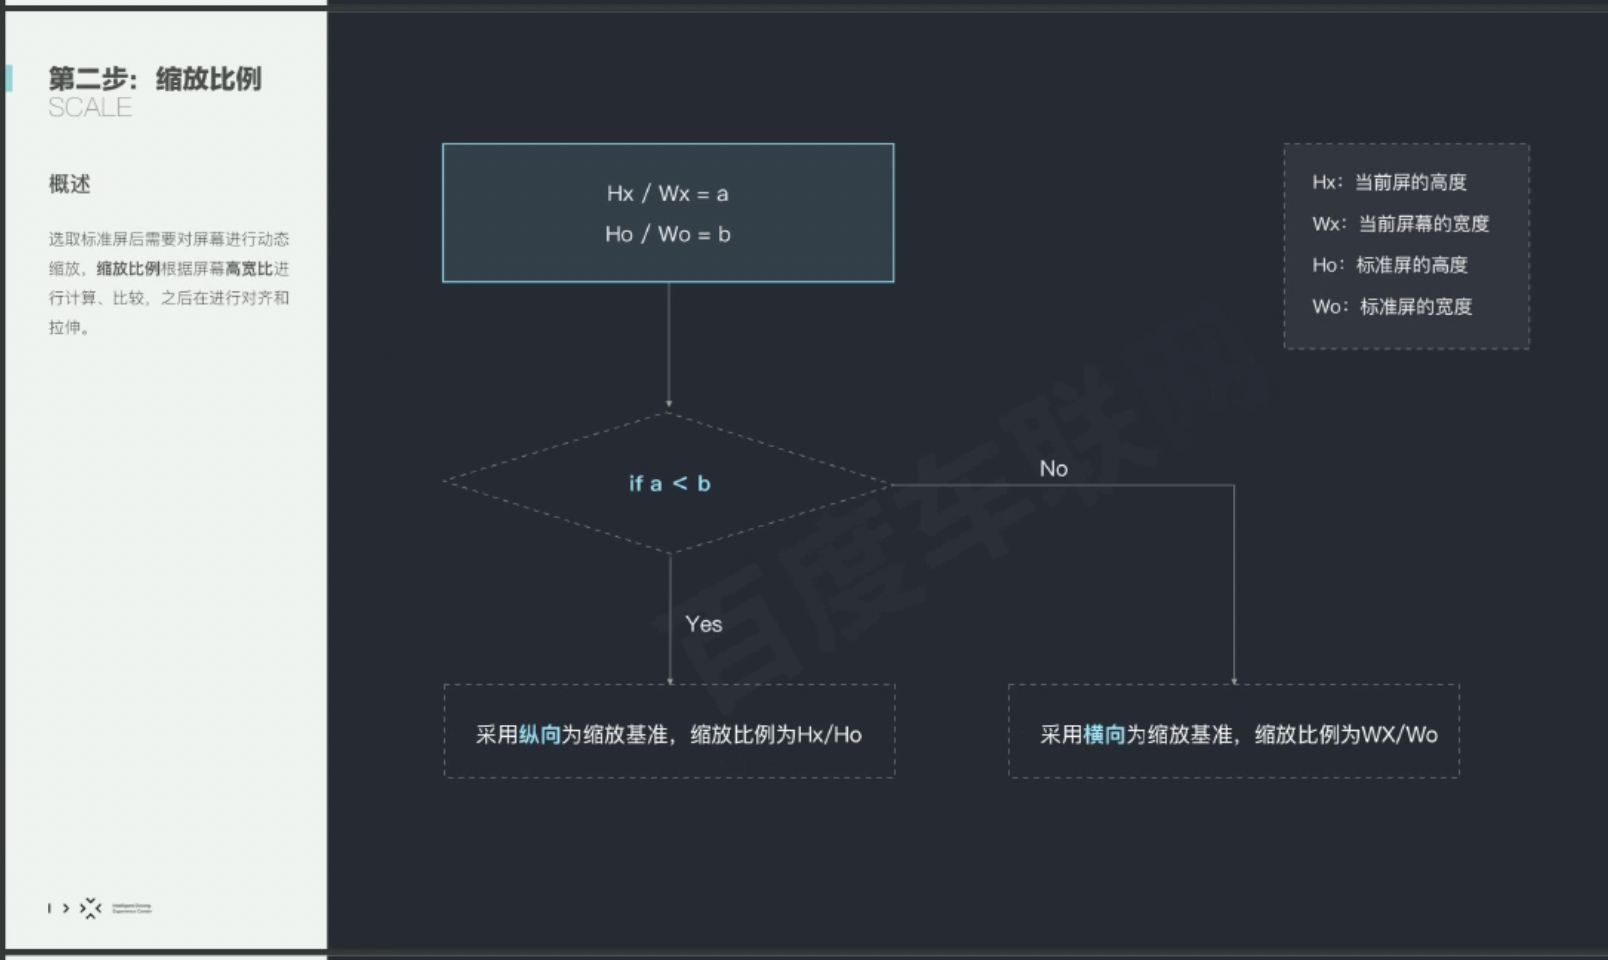 第二步：缩放比例
SCALE
概述
选取标准屏后需要对屏幕进行动态
缩放，缩放比例根据屏幕高宽比进
行计算、比较，之后在进行对齐和
拉伸。
Hx / Wx = a
Ho / Wo = b
Hx：当前屏的高度
Wx：当前屏幕的宽度
Ho：标准屏的高度
Wo：标准屏的宽度
if a < b
No
Yes
采用纵向为缩放基准，缩放比例为Hx/Ho
采用横向为缩放基准，缩放比例为WX/Wo
百度车联网
Intelligent Driving
Experience Center